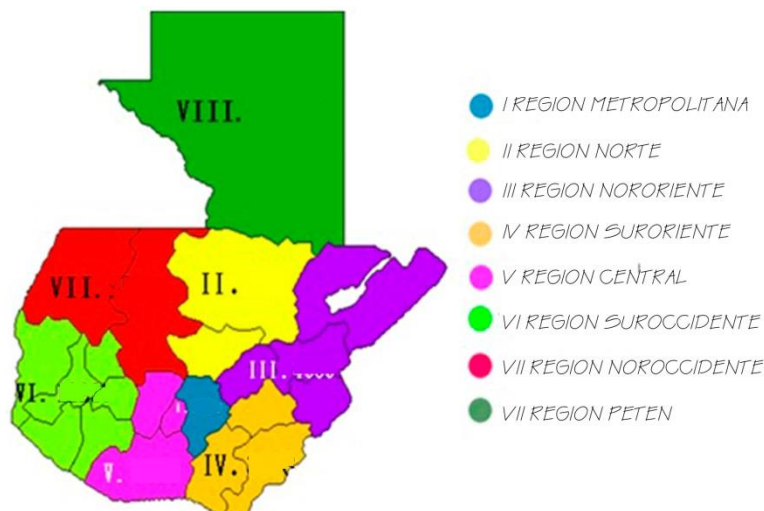 VIII.
VII.
II.
VI.
III.
V.
IV.
I REGION METROPOLITANA
II REGION NORTE
III REGION NORORIENTE
IV REGION SURORIENTE
V REGION CENTRAL
VI REGION SUROCCIDENTE
VII REGION NOROCCIDENTE
VII REGION PETEN